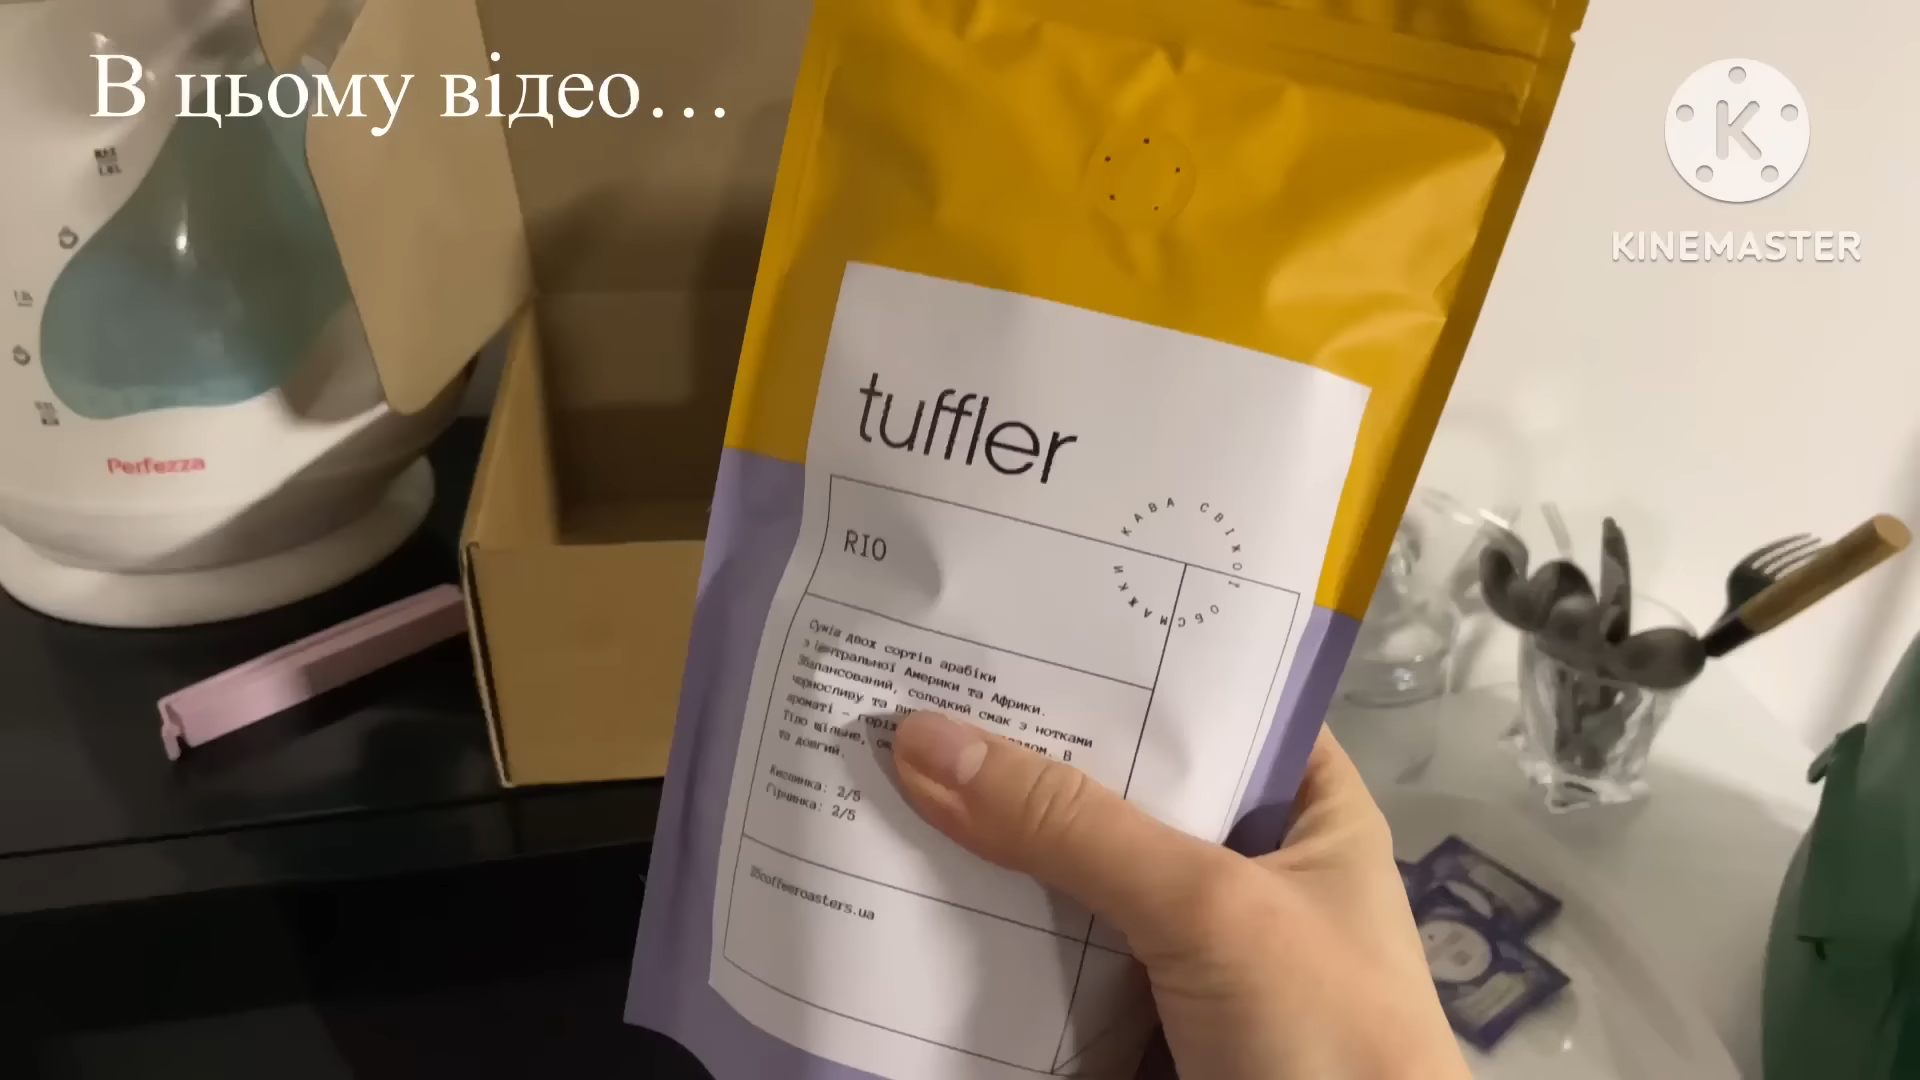 В цьому відео...
KINEMASTER
Perfezza
tuffler
КАВА СВІЖОЇ ОБСМАЖКИ
RIO
Суміш двох сортів арабіки
з Центральної Америки та Африки.
Збалансований, солодкий смак з нотками
чорносливу та
ароматі – В
Тіло щільне,
та довгий.
Кислинка: 2/5
Гірчинка: 2/5
25coffeeroasters.ua